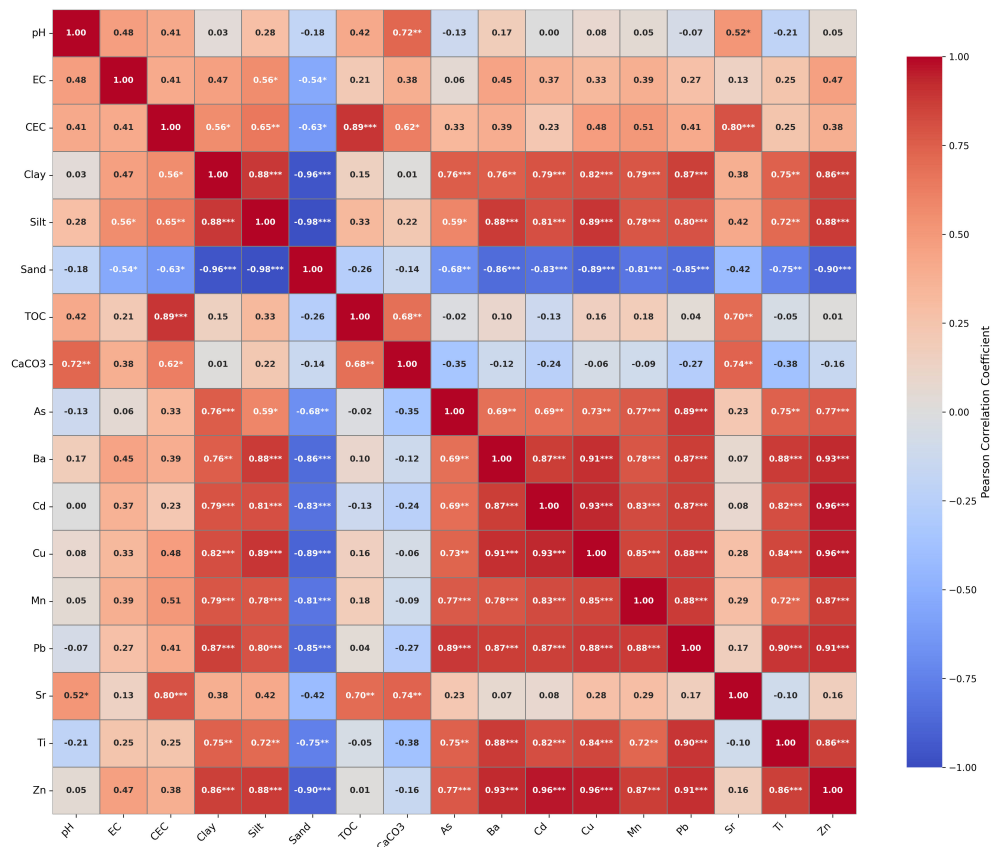 pH 1.00 0.48 0.41 0.03 0.28 -0.18 0.42 0.72** -0.13 0.17 0.00 0.08 0.05 -0.07 0.52* -0.21 0.05
EC 0.48 1.00 0.41 0.47 0.56* -0.54* 0.21 0.38 0.06 0.45 0.37 0.33 0.39 0.27 0.13 0.25 0.47
CEC 0.41 0.41 1.00 0.56* 0.65** -0.63* 0.89*** 0.62* 0.33 0.39 0.23 0.48 0.51 0.41 0.80*** 0.25 0.38
Clay 0.03 0.47 0.56* 1.00 0.88*** -0.96*** 0.15 0.01 0.76*** 0.76** 0.79*** 0.82*** 0.79*** 0.87*** 0.38 0.75** 0.86***
Silt 0.28 0.56* 0.65** 0.88*** 1.00 -0.98*** 0.33 0.22 0.59* 0.88*** 0.81*** 0.89*** 0.78*** 0.80*** 0.42 0.72** 0.88***
Sand -0.18 -0.54* -0.63* -0.96*** -0.98*** 1.00 -0.26 -0.14 -0.68** -0.86*** -0.83*** -0.89*** -0.81*** -0.85*** -0.42 -0.75** -0.90***
TOC 0.42 0.21 0.89*** 0.15 0.33 -0.26 1.00 0.68** -0.02 0.10 -0.13 0.16 0.18 0.04 0.70** -0.05 0.01
CaCO3 0.72** 0.38 0.62* 0.01 0.22 -0.14 0.68** 1.00 -0.35 -0.12 -0.24 -0.06 -0.09 -0.27 0.74** -0.38 -0.16
As -0.13 0.06 0.33 0.76*** 0.59* -0.68** -0.02 -0.35 1.00 0.69** 0.69** 0.73** 0.77*** 0.89*** 0.23 0.75** 0.77***
Ba 0.17 0.45 0.39 0.76** 0.88*** -0.86*** 0.10 -0.12 0.69** 1.00 0.87*** 0.91*** 0.78*** 0.87*** 0.07 0.88*** 0.93***
Cd 0.00 0.37 0.23 0.79*** 0.81*** -0.83*** -0.13 -0.24 0.69** 0.87*** 1.00 0.93*** 0.83*** 0.87*** 0.08 0.82*** 0.96***
Cu 0.08 0.33 0.48 0.82*** 0.89*** -0.89*** 0.16 -0.06 0.73** 0.91*** 0.93*** 1.00 0.85*** 0.88*** 0.28 0.84*** 0.96***
Mn 0.05 0.39 0.51 0.79*** 0.78*** -0.81*** 0.18 -0.09 0.77*** 0.78*** 0.83*** 0.85*** 1.00 0.88*** 0.29 0.72** 0.87***
Pb -0.07 0.27 0.41 0.87*** 0.80*** -0.85*** 0.04 -0.27 0.89*** 0.87*** 0.87*** 0.88*** 0.88*** 1.00 0.17 0.90*** 0.91***
Sr 0.52* 0.13 0.80*** 0.38 0.42 -0.42 0.70** 0.74** 0.23 0.07 0.08 0.28 0.29 0.17 1.00 -0.10 0.16
Ti -0.21 0.25 0.25 0.75** 0.72** -0.75** -0.05 -0.38 0.75** 0.88*** 0.82*** 0.84*** 0.72** 0.90*** -0.10 1.00 0.86***
Zn 0.05 0.47 0.38 0.86*** 0.88*** -0.90*** 0.01 -0.16 0.77*** 0.93*** 0.96*** 0.96*** 0.87*** 0.91*** 0.16 0.86*** 1.00
pH EC CEC Clay Silt Sand TOC CaCO3 As Ba Cd Cu Mn Pb Sr Ti Zn
1.00
0.75
0.50
0.25
0.00
−0.25
−0.50
−0.75
−1.00
Pearson Correlation Coefficient